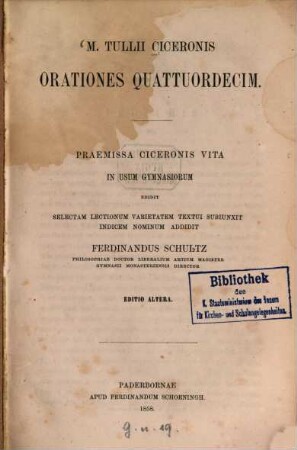 M. TULLII CICERONIS
ORATIONES QUATTUORDECIM.
PRAEMISSA CICERONIS VITA
IN USUM GYMNASIORUM
EDIDIT
SELECTAM LECTIONUM VARIETATEM TEXTUI SUBIUNXIT
INDICEM NOMINUM ADDIDIT
FERDINANDUS SCHULTZ
PHILOSOPHIAE DOCTOR LIBERALIUM ARTIUM MAGISTER
GYMNASII MONASTERIENSIS DIRECTOR
EDITIO ALTERA.
Bibliothek
des
K. Staatsministerium des Innern
für Kirchen- und Schulangelegenheiten.
PADERBORNAE
APUD FERDINANDUM SCHOENINGH.
1858.
g. n. 19.